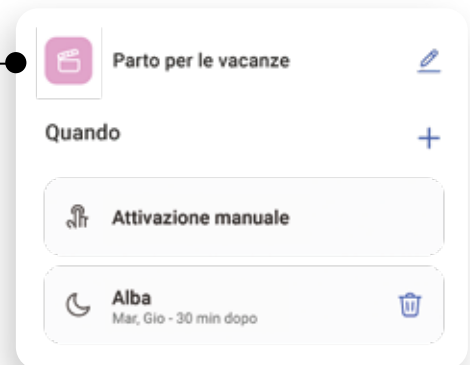 Parto per le vacanze
Quando
Attivazione manuale
Alba
Mar, Gio - 30 min dopo